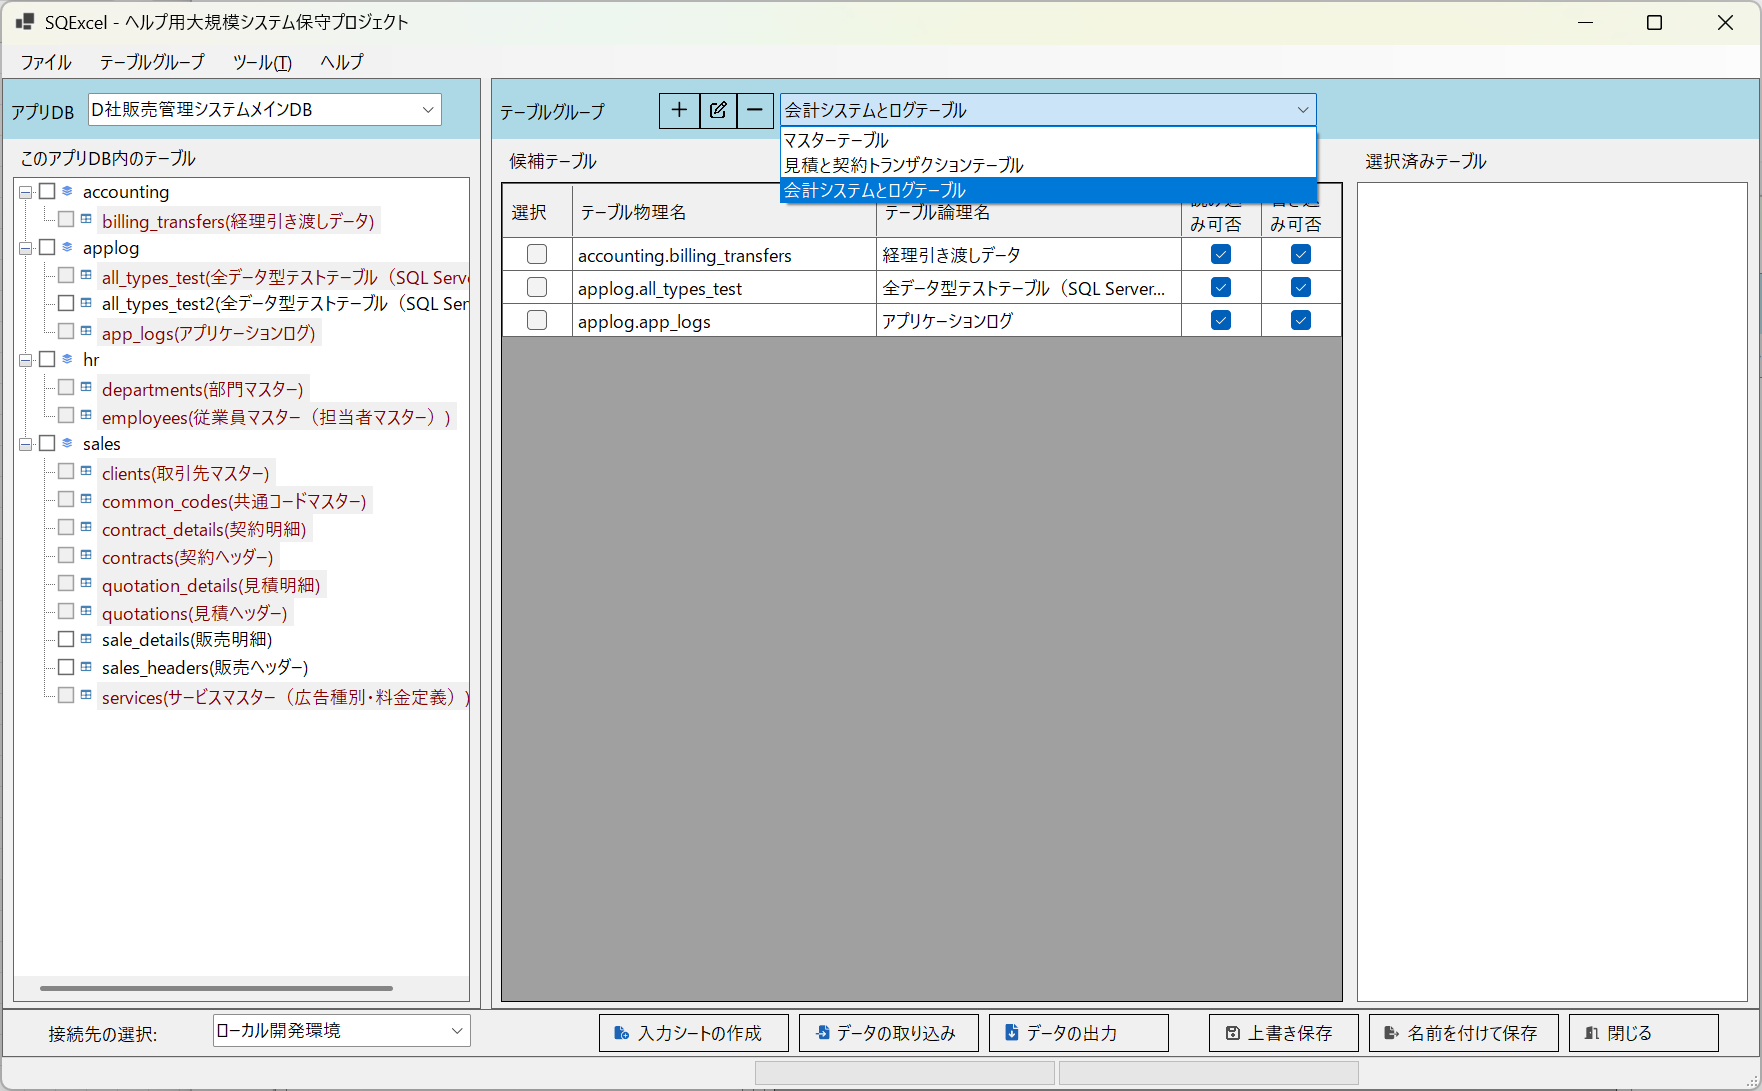 SQExcel - ヘルプ用大規模システム保守プロジェクト
ファイル テーブルグループ ツール(T) ヘルプ
アプリDB D社販売管理システムメインDB
テーブルグループ 会計システムとログテーブル
マスターテーブル
見積と契約トランザクションテーブル
会計システムとログテーブル
このアプリDB内のテーブル
accounting
billing_transfers(経理引き渡しデータ)
applog
all_types_test(全データ型テストテーブル（SQL Serve
all_types_test2(全データ型テストテーブル（SQL Ser
app_logs(アプリケーションログ)
hr
departments(部門マスター)
employees(従業員マスター（担当者マスター）)
sales
clients(取引先マスター)
common_codes(共通コードマスター)
contract_details(契約明細)
contracts(契約ヘッダー)
quotation_details(見積明細)
quotations(見積ヘッダー)
sale_details(販売明細)
sales_headers(販売ヘッダー)
services(サービスマスター（広告種別・料金定義）)
候補テーブル
選択 テーブル物理名 テーブル論理名 み可否 み可否
accounting.billing_transfers 経理引き渡しデータ
applog.all_types_test 全データ型テストテーブル（SQL Server...
applog.app_logs アプリケーションログ
選択済みテーブル
接続先の選択: ローカル開発環境
入力シートの作成 データの取り込み データの出力 上書き保存 名前を付けて保存 閉じる